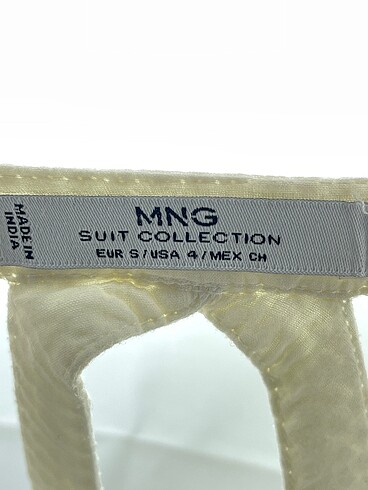 MADE IN
INDIA
MNG
SUIT COLLECTION
EUR S/USA 4/MEX CH